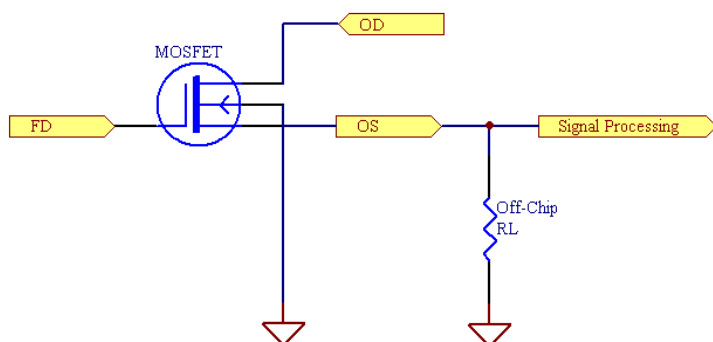 OD
MOSFET
FD
OS
Signal Processing
Off-Chip
RL